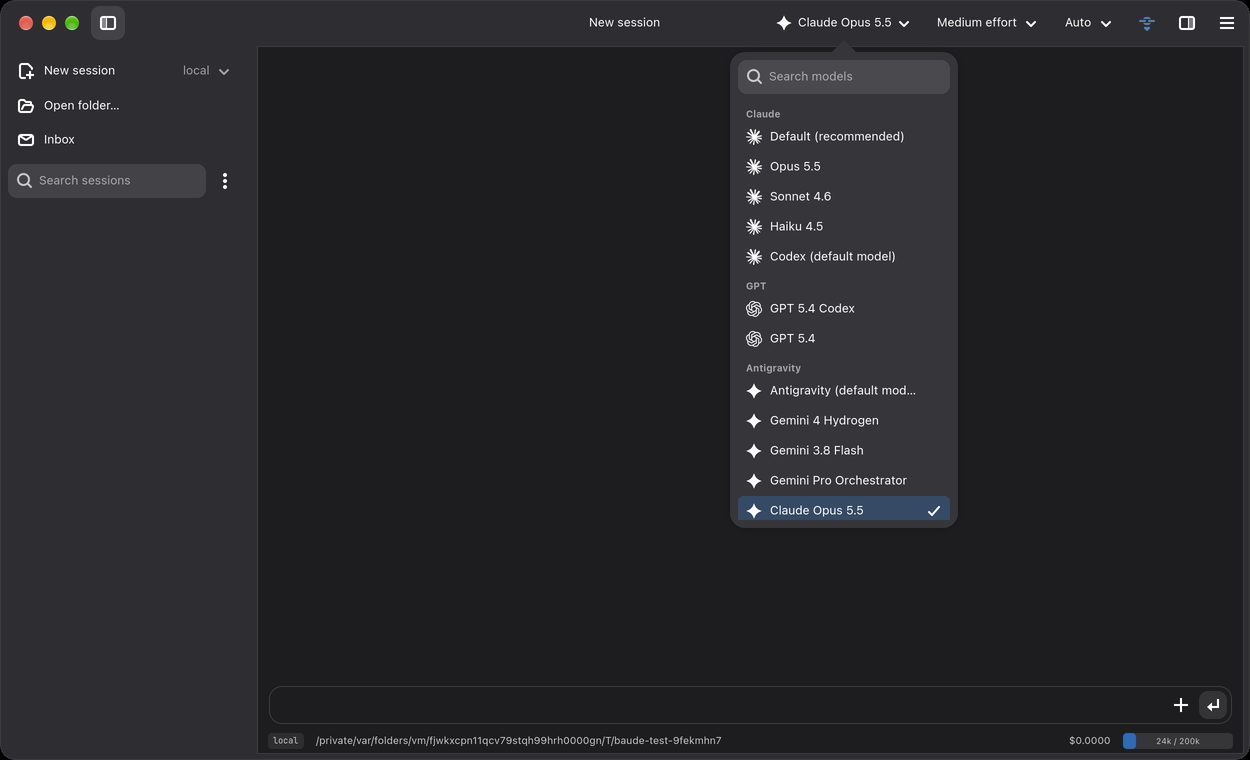 New session
Claude Opus 5.5
Medium effort
Auto
New session
local
Open folder...
Inbox
Search sessions
Search models
Claude
Default (recommended)
Opus 5.5
Sonnet 4.6
Haiku 4.5
Codex (default model)
GPT
GPT 5.4 Codex
GPT 5.4
Antigravity
Antigravity (default mod...
Gemini 4 Hydrogen
Gemini 3.8 Flash
Gemini Pro Orchestrator
Claude Opus 5.5
local
/private/var/folders/vm/fjwkxcpn11qcv79stqh99hrh0000gn/T/baude-test-9fekmhn7
$0.0000
24k / 200k